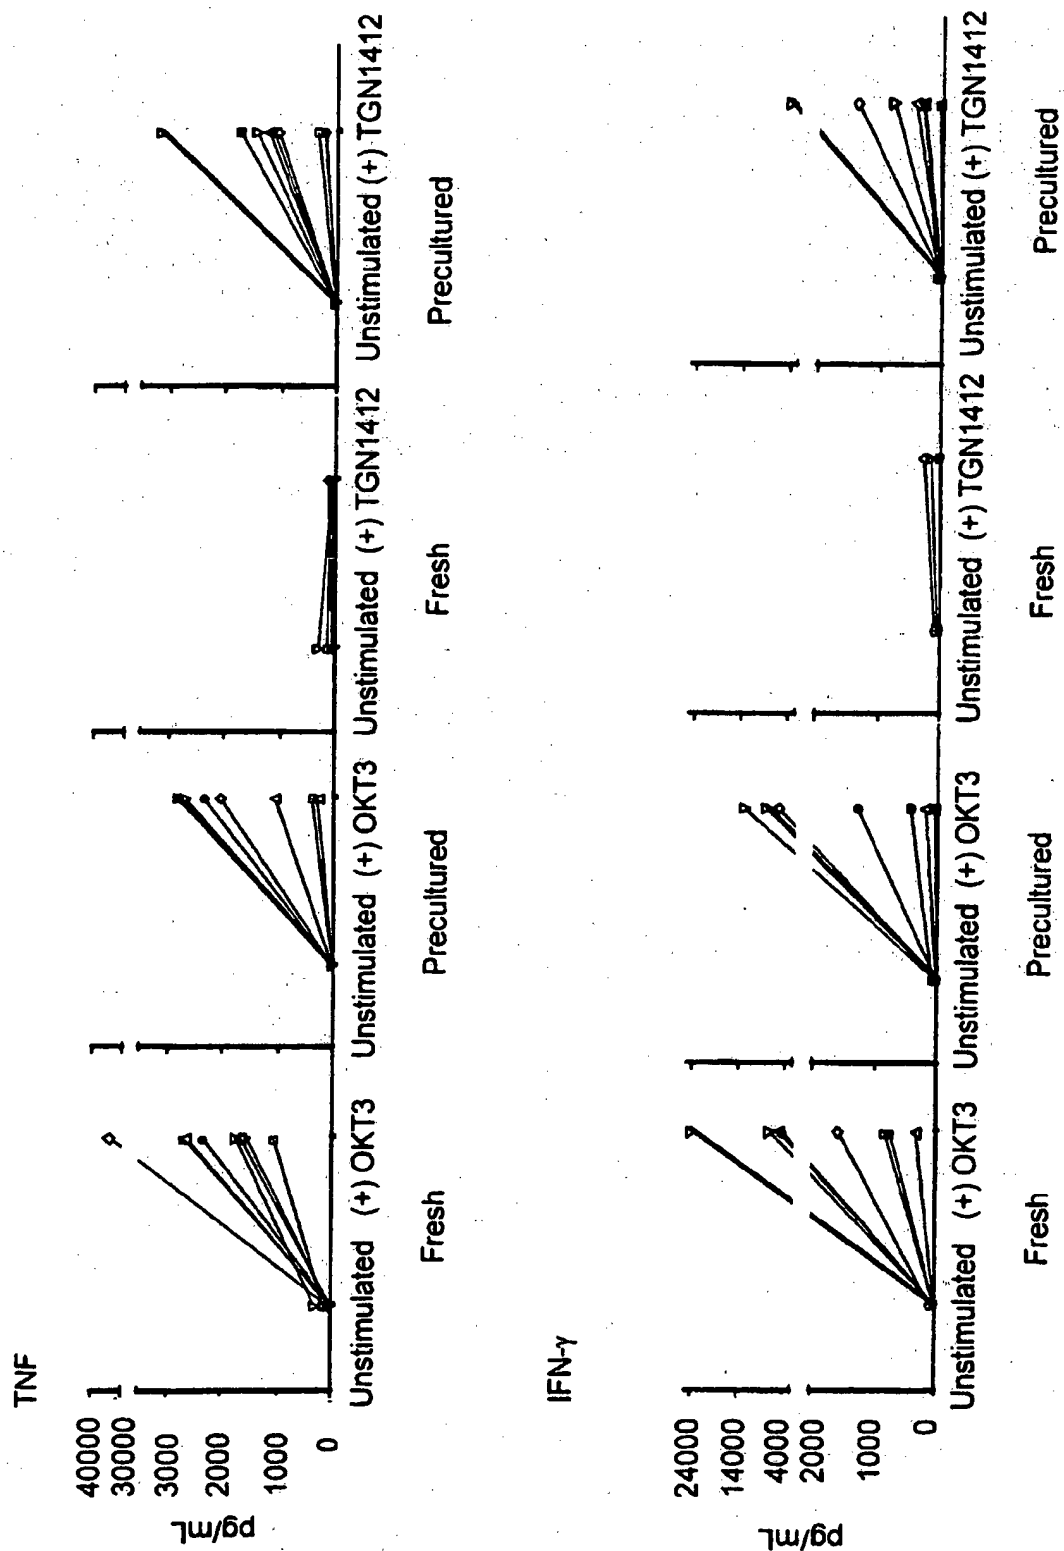 TNF
40000
30000
3000
2000
1000
0
pg/mL
Unstimulated (+) OKT3 Unstimulated (+) OKT3 Unstimulated (+) TGN1412 Unstimulated (+) TGN1412
Fresh Precultured Fresh Precultured
IFN-γ
24000
14000
4000
2000
1000
0
pg/mL
Unstimulated (+) OKT3 Unstimulated (+) OKT3 Unstimulated (+) TGN1412 Unstimulated (+) TGN1412
Fresh Precultured Fresh Precultured